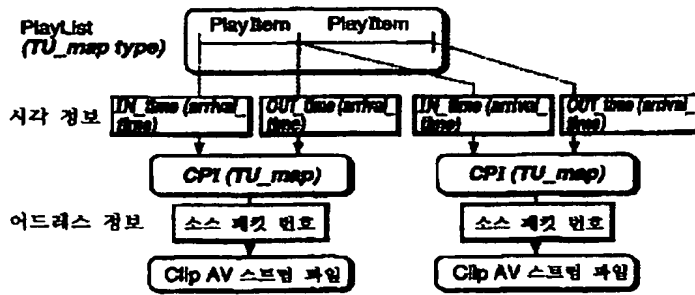 PlayList
(TU_map type)
PlayItem PlayItem
시각 정보
IN_time (arrival_time)
OUT_time (arrival_time)
IN_time (arrival_time)
OUT_time (arrival_time)
CPI (TU_map) CPI (TU_map)
어드레스 정보
소스 패킷 번호 소스 패킷 번호
Clip AV 스트림 파일 Clip AV 스트림 파일